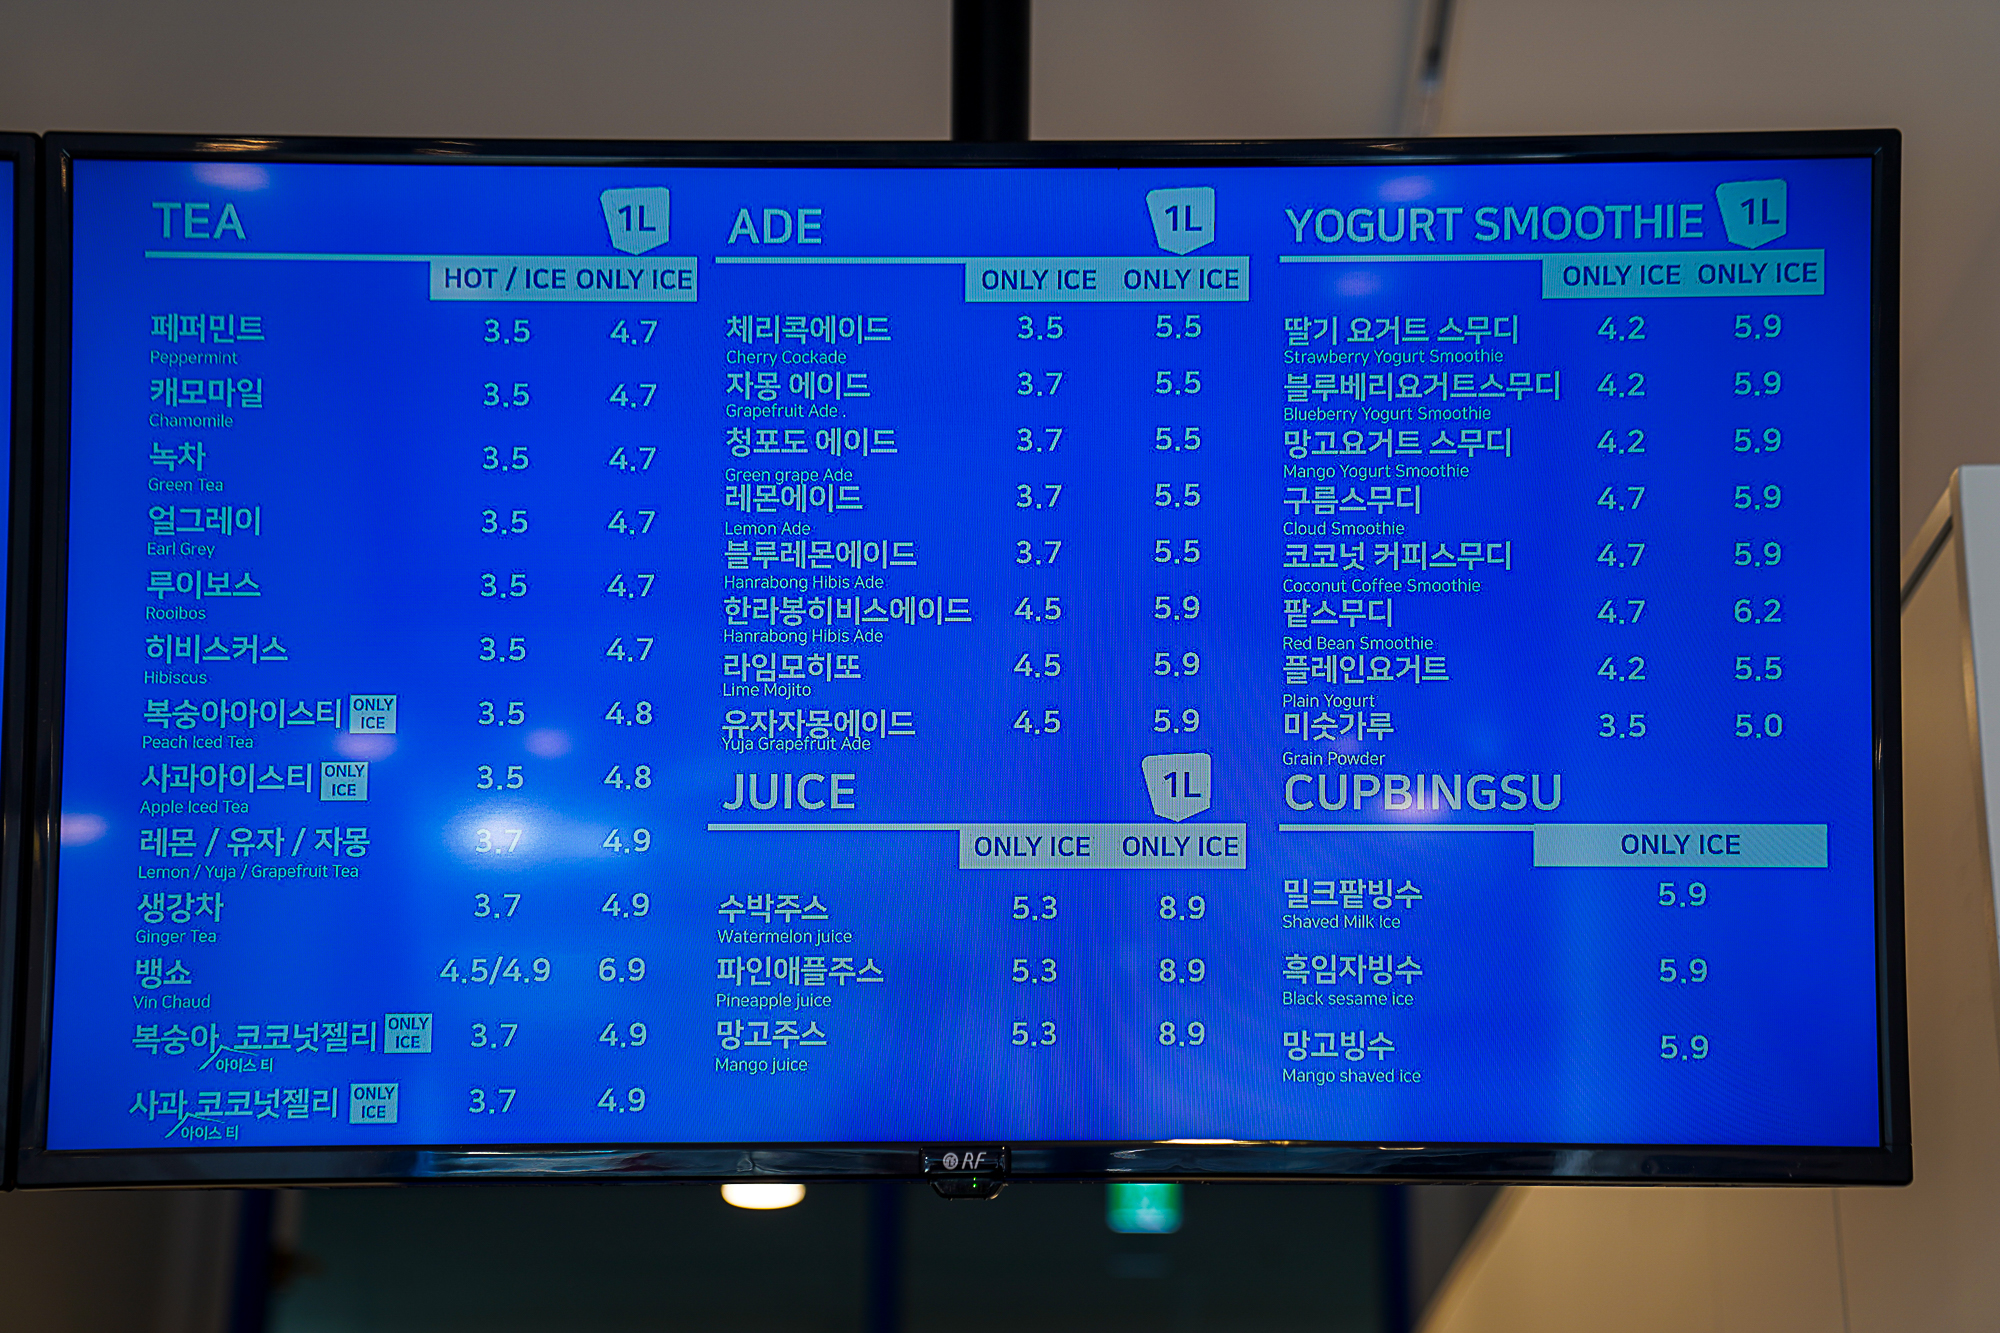 TEA 1L
HOT / ICE ONLY ICE
페퍼민트 3.5 4.7
Peppermint
캐모마일 3.5 4.7
Chamomile
녹차 3.5 4.7
Green Tea
얼그레이 3.5 4.7
Earl Grey
루이보스 3.5 4.7
Rooibos
히비스커스 3.5 4.7
Hibiscus
복숭아아이스티 ONLY ICE 3.5 4.8
Peach Iced Tea
사과아이스티 ONLY ICE 3.5 4.8
Apple Iced Tea
레몬 / 유자 / 자몽 3.7 4.9
Lemon / Yuja / Grapefruit Tea
생강차 3.7 4.9
Ginger Tea
뱅쇼 4.5/4.9 6.9
Vin Chaud
복숭아 코코넛젤리 ONLY ICE 3.7 4.9
아이스 티
사과 코코넛젤리 ONLY ICE 3.7 4.9
아이스 티
ADE 1L
ONLY ICE ONLY ICE
체리콕에이드 3.5 5.5
Cherry Cockade
자몽 에이드 3.7 5.5
Grapefruit Ade .
청포도 에이드 3.7 5.5
Green grape Ade
레몬에이드 3.7 5.5
Lemon Ade
블루레몬에이드 3.7 5.5
Hanrabong Hibis Ade
한라봉히비스에이드 4.5 5.9
Hanrabong Hibis Ade
라임모히또 4.5 5.9
Lime Mojito
유자자몽에이드 4.5 5.9
Yuja Grapefruit Ade
JUICE 1L
ONLY ICE ONLY ICE
수박주스 5.3 8.9
Watermelon juice
파인애플주스 5.3 8.9
Pineapple juice
망고주스 5.3 8.9
Mango juice
YOGURT SMOOTHIE 1L
ONLY ICE ONLY ICE
딸기 요거트 스무디 4.2 5.9
Strawberry Yogurt Smoothie
블루베리요거트스무디 4.2 5.9
Blueberry Yogurt Smoothie
망고요거트 스무디 4.2 5.9
Mango Yogurt Smoothie
구름스무디 4.7 5.9
Cloud Smoothie
코코넛 커피스무디 4.7 5.9
Coconut Coffee Smoothie
팥스무디 4.7 6.2
Red Bean Smoothie
플레인요거트 4.2 5.5
Plain Yogurt
미숫가루 3.5 5.0
Grain Powder
CUPBINGSU
ONLY ICE
밀크팥빙수 5.9
Shaved Milk Ice
흑임자빙수 5.9
Black sesame ice
망고빙수 5.9
Mango shaved ice
RF